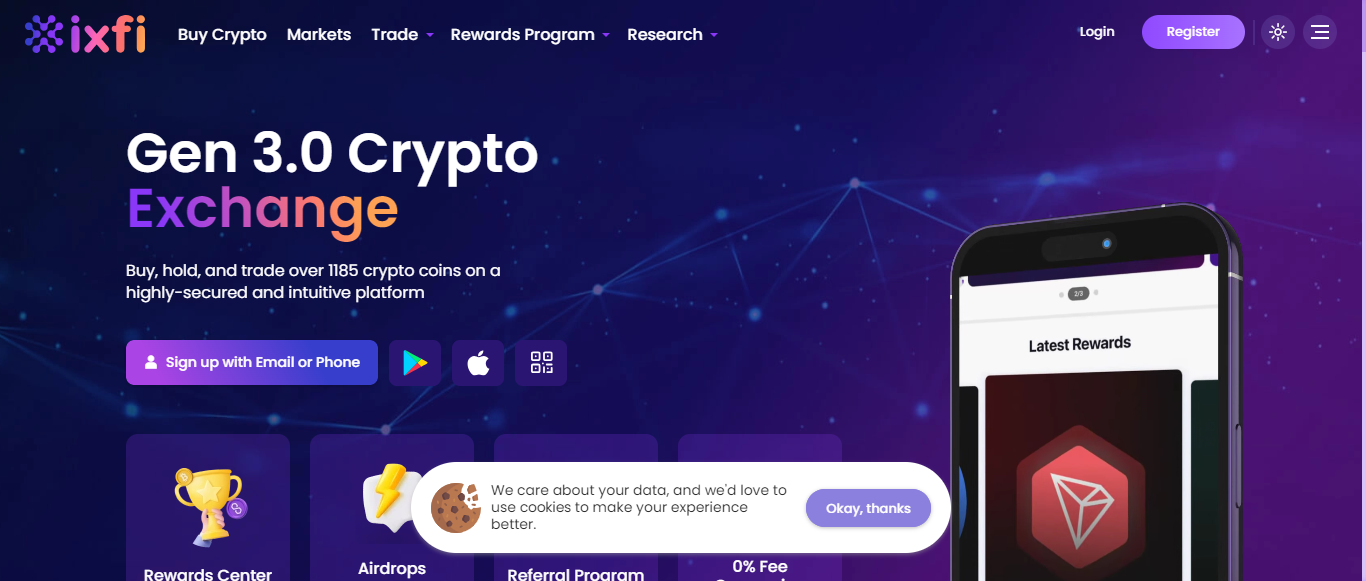 ixfi
Buy Crypto
Markets
Trade
Rewards Program
Research
Login
Register
Gen 3.0 Crypto
Exchange
Buy, hold, and trade over 1185 crypto coins on a
highly-secured and intuitive platform
Sign up with Email or Phone
2/3
Latest Rewards
Rewards Center
Airdrops
Referral Program
0% Fee
We care about your data, and we'd love to
use cookies to make your experience
better.
Okay, thanks